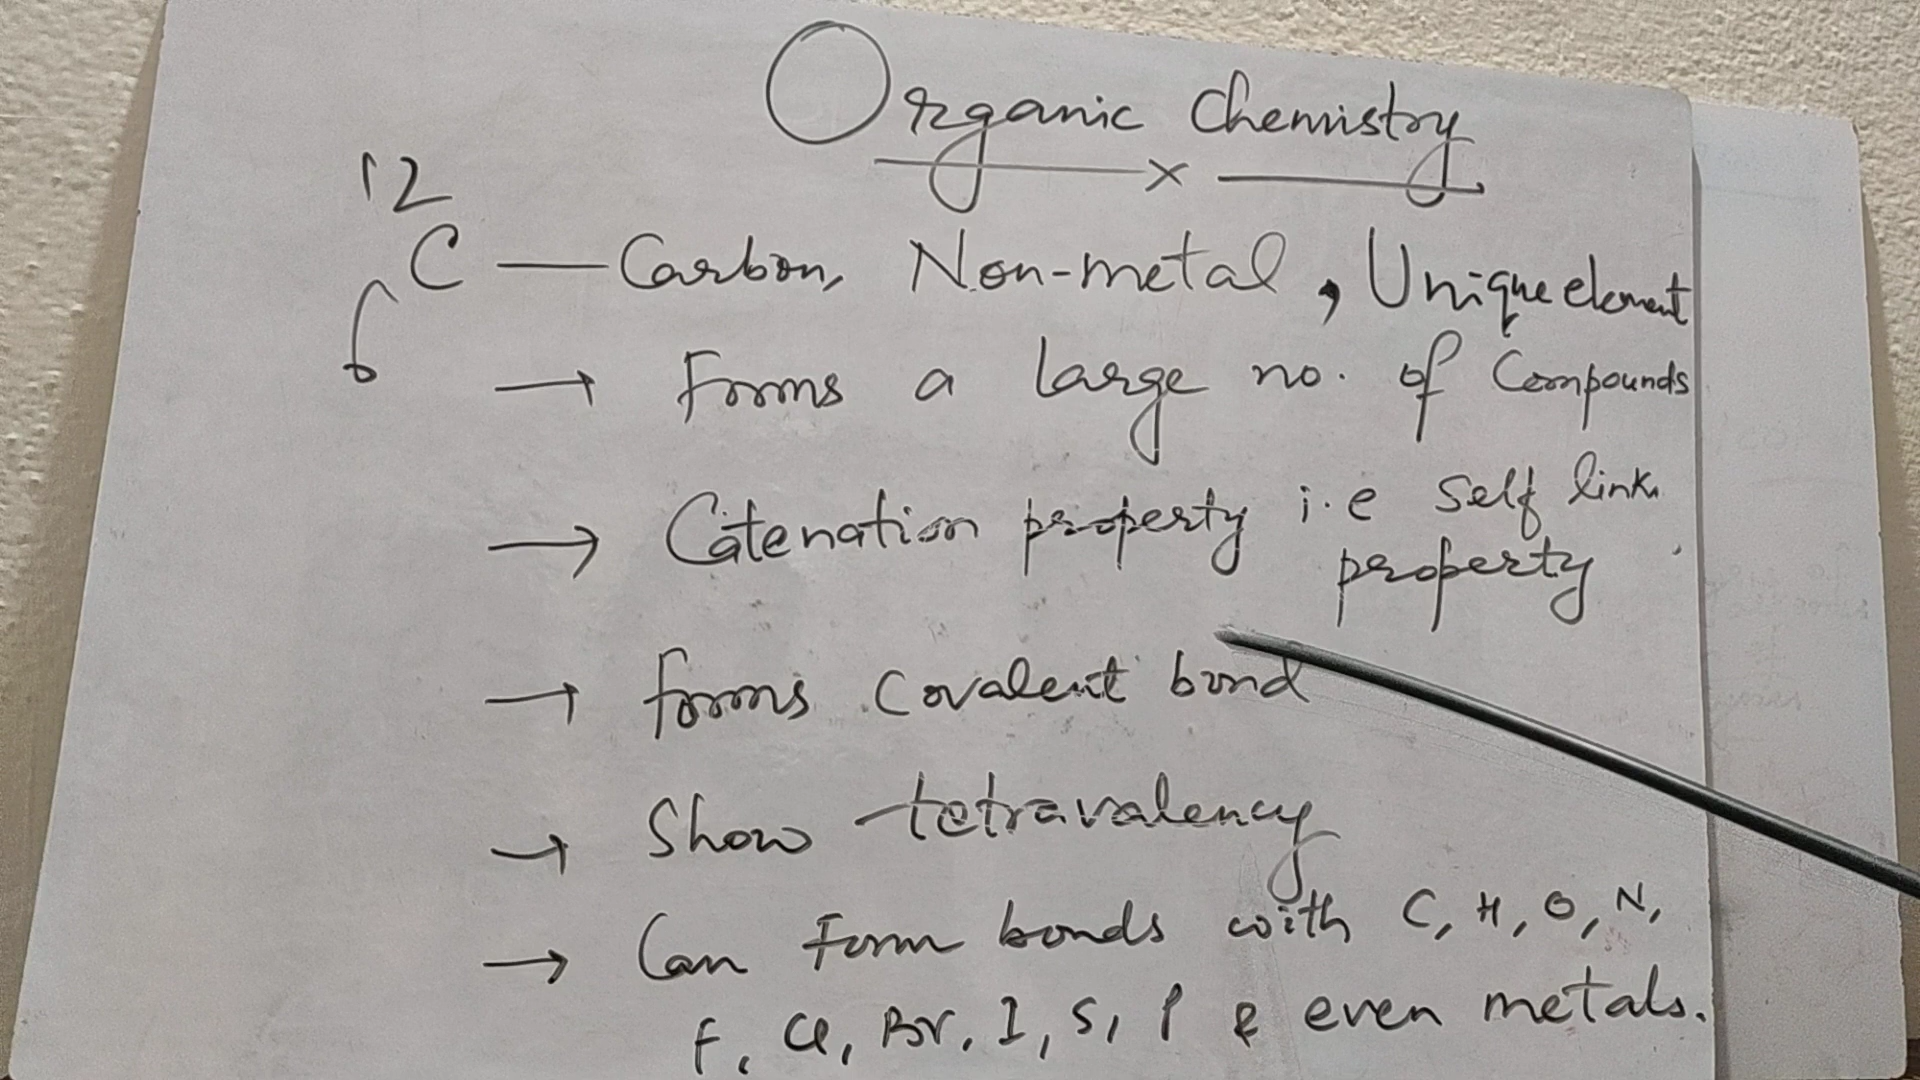 Organic Chemistry
x
12
C — Carbon, Non-metal, Unique element
6
→ Forms a large no. of Compounds
→ Catenation property i.e self link
property
→ forms covalent bond
→ Show tetravalency
→ Can Form bonds with C, H, O, N,
F, Cl, Br, I, S, P & even metals.